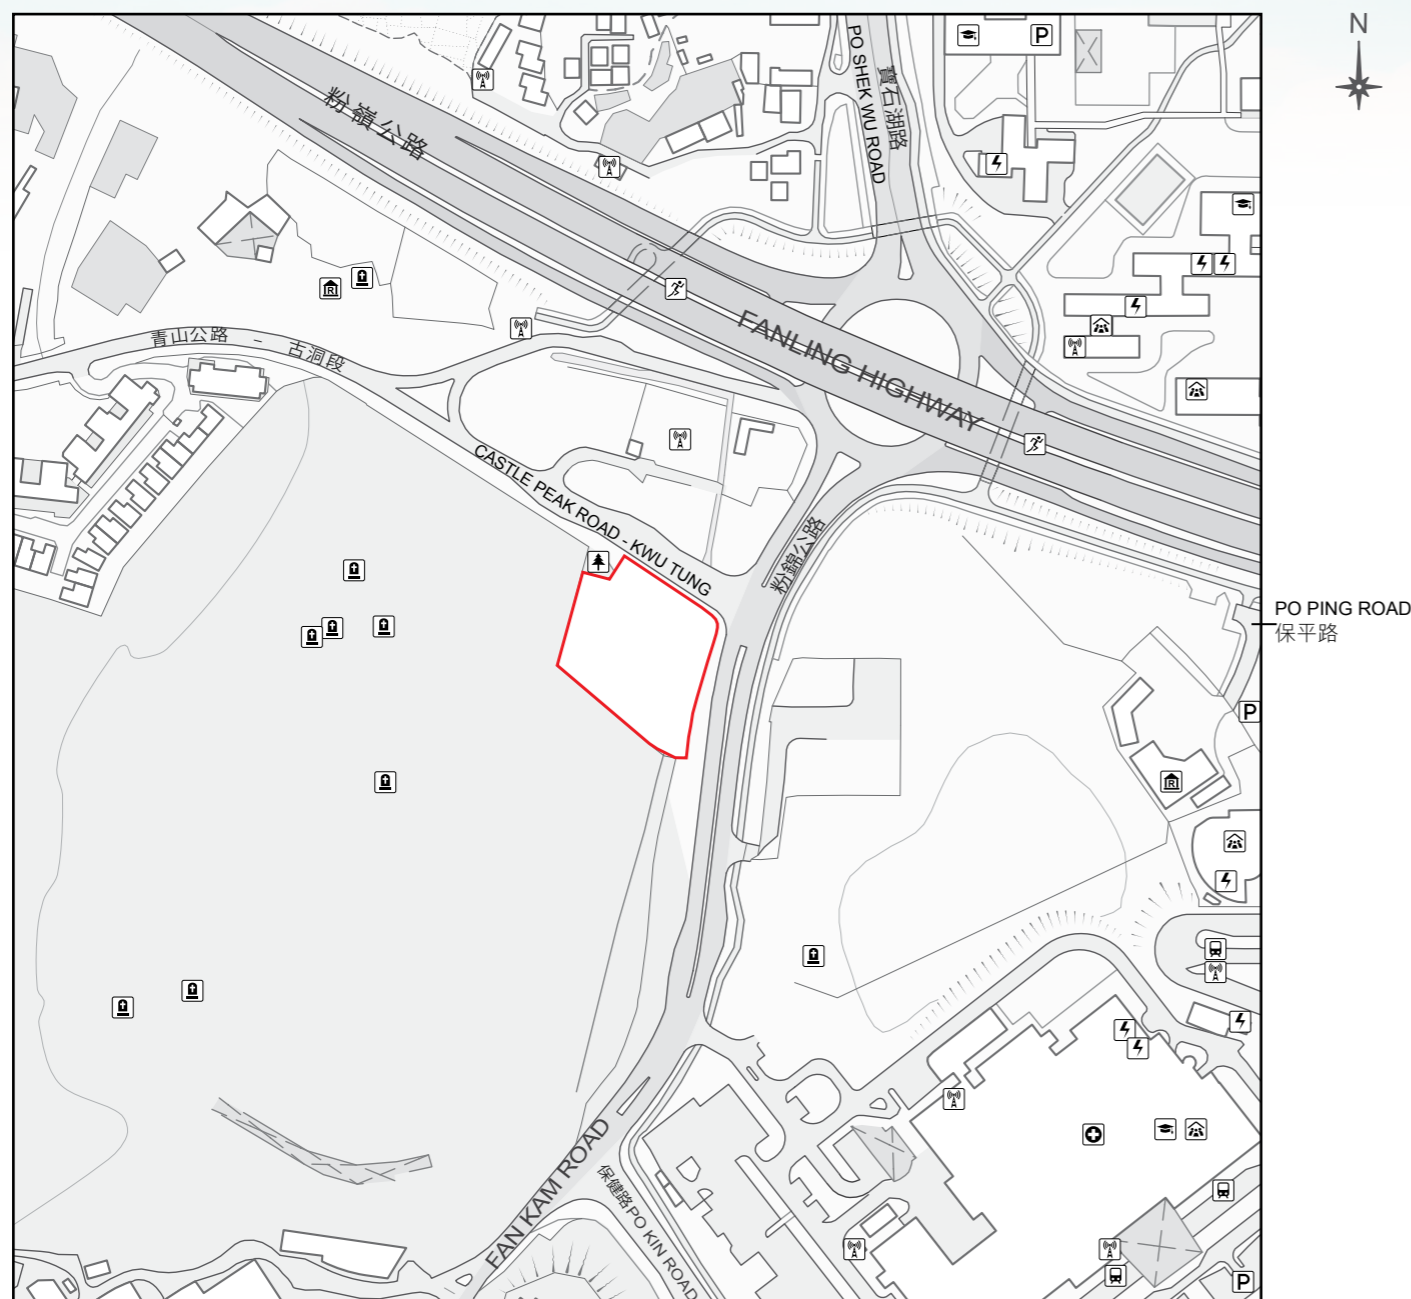 N
PO SHEK WU ROAD
寶石湖路
粉嶺公路
P
FANLING HIGHWAY
青山公路 - 古洞段
CASTLE PEAK ROAD - KWU TUNG
粉錦公路
PO PING ROAD
保平路
P
R
R
FAN KAM ROAD
保健路 PO KIN ROAD
P